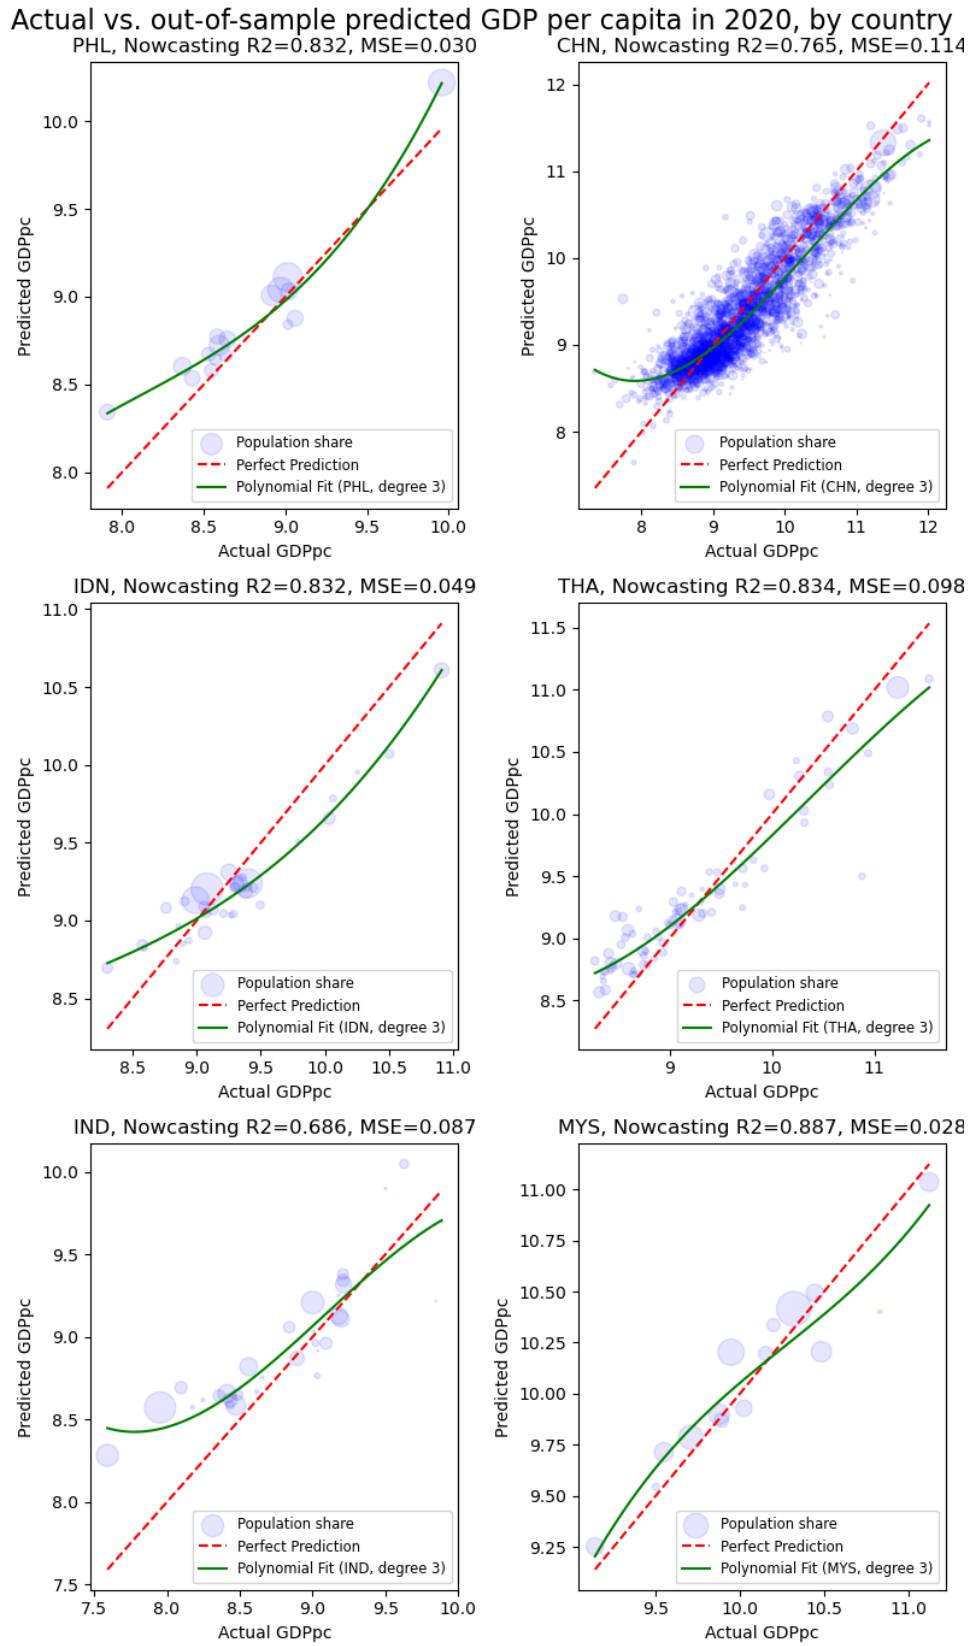 Actual vs. out-of-sample predicted GDP per capita in 2020, by country
PHL, Nowcasting R2=0.832, MSE=0.030
10.0
9.5
9.0
8.5
8.0
Predicted GDPpc
Population share
Perfect Prediction
Polynomial Fit (PHL, degree 3)
8.0 8.5 9.0 9.5 10.0
Actual GDPpc
CHN, Nowcasting R2=0.765, MSE=0.114
12
11
10
9
8
Predicted GDPpc
Population share
Perfect Prediction
Polynomial Fit (CHN, degree 3)
8 9 10 11 12
Actual GDPpc
IDN, Nowcasting R2=0.832, MSE=0.049
11.0
10.5
10.0
9.5
9.0
8.5
Predicted GDPpc
Population share
Perfect Prediction
Polynomial Fit (IDN, degree 3)
8.5 9.0 9.5 10.0 10.5 11.0
Actual GDPpc
THA, Nowcasting R2=0.834, MSE=0.098
11.5
11.0
10.5
10.0
9.5
9.0
8.5
Predicted GDPpc
Population share
Perfect Prediction
Polynomial Fit (THA, degree 3)
9 10 11
Actual GDPpc
IND, Nowcasting R2=0.686, MSE=0.087
10.0
9.5
9.0
8.5
8.0
7.5
Predicted GDPpc
Population share
Perfect Prediction
Polynomial Fit (IND, degree 3)
7.5 8.0 8.5 9.0 9.5 10.0
Actual GDPpc
MYS, Nowcasting R2=0.887, MSE=0.028
11.00
10.75
10.50
10.25
10.00
9.75
9.50
9.25
Predicted GDPpc
Population share
Perfect Prediction
Polynomial Fit (MYS, degree 3)
9.5 10.0 10.5 11.0
Actual GDPpc